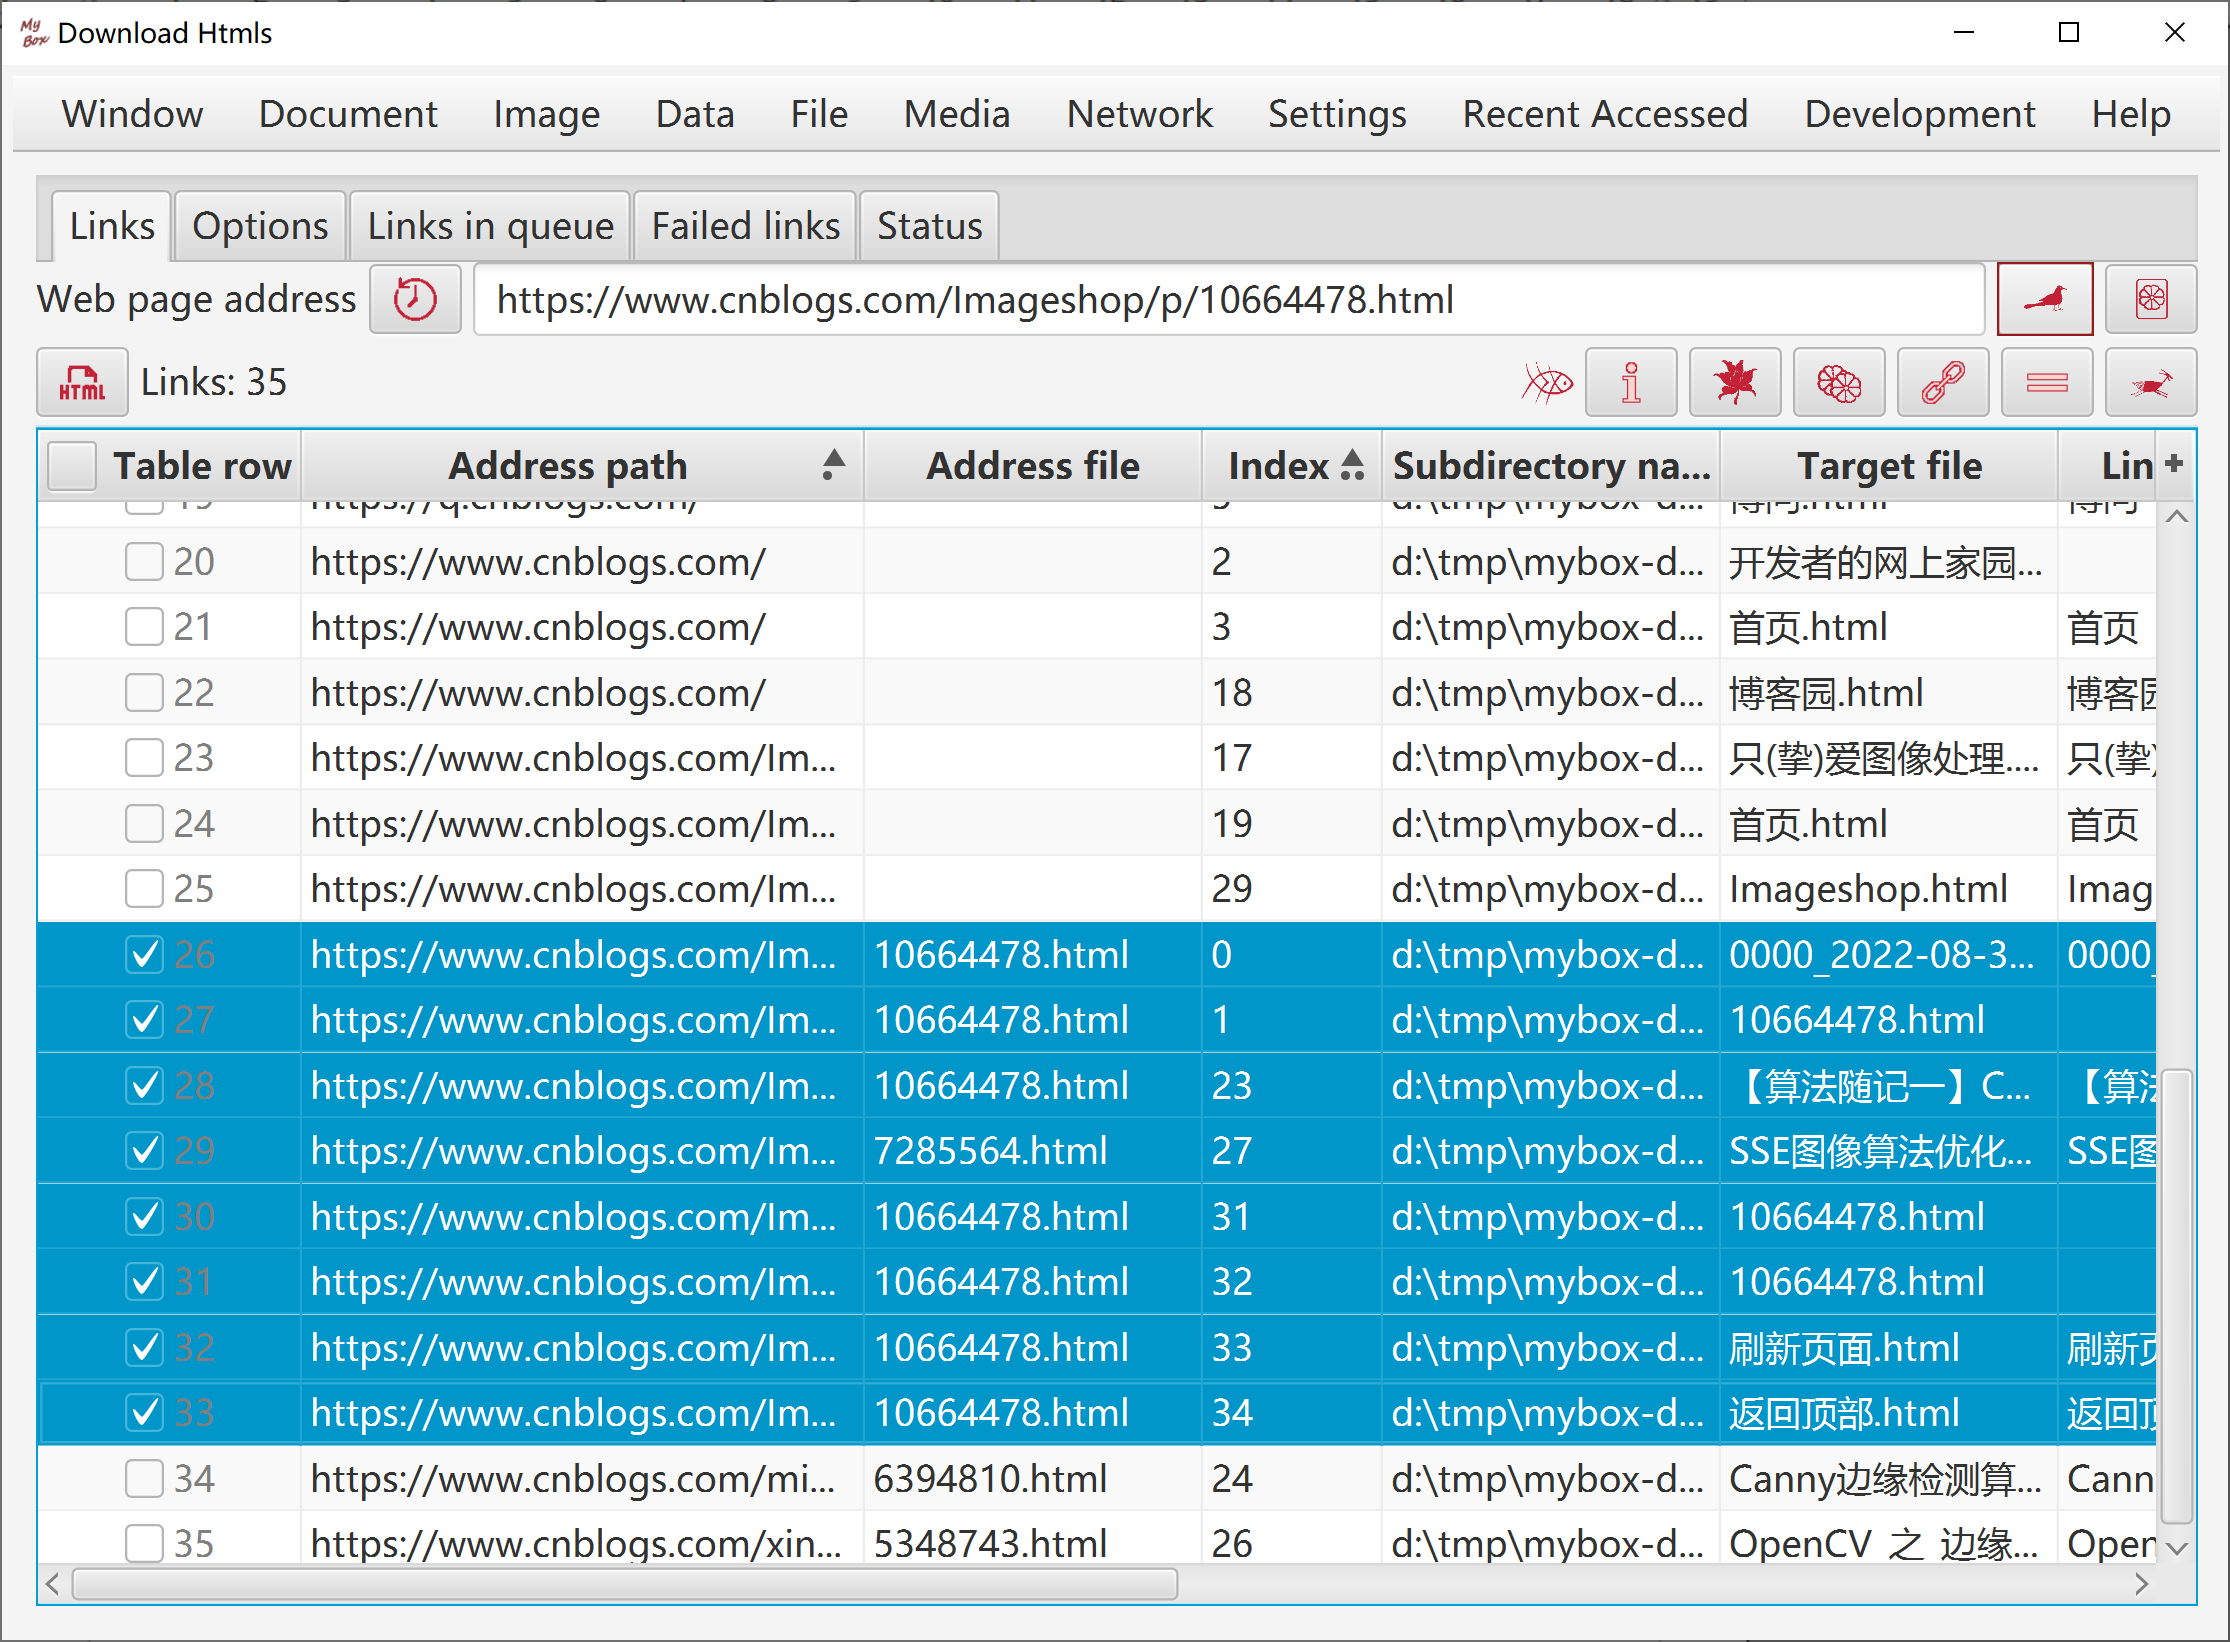 My Box Download Htmls
Window Document Image Data File Media Network Settings Recent Accessed Development Help
Links Options Links in queue Failed links Status
Web page address https://www.cnblogs.com/Imageshop/p/10664478.html
HTML Links: 35
Table row Address path Address file Index Subdirectory na... Target file Lin
19 https://q.cnblogs.com/ d:\tmp\mybox-d... 博问.html 博问
20 https://www.cnblogs.com/ 2 d:\tmp\mybox-d... 开发者的网上家园...
21 https://www.cnblogs.com/ 3 d:\tmp\mybox-d... 首页.html 首页
22 https://www.cnblogs.com/ 18 d:\tmp\mybox-d... 博客园.html 博客园
23 https://www.cnblogs.com/Im... 17 d:\tmp\mybox-d... 只(挚)爱图像处理.... 只(挚)
24 https://www.cnblogs.com/Im... 19 d:\tmp\mybox-d... 首页.html 首页
25 https://www.cnblogs.com/Im... 29 d:\tmp\mybox-d... Imageshop.html Imag
26 https://www.cnblogs.com/Im... 10664478.html 0 d:\tmp\mybox-d... 0000_2022-08-3... 0000_
27 https://www.cnblogs.com/Im... 10664478.html 1 d:\tmp\mybox-d... 10664478.html
28 https://www.cnblogs.com/Im... 10664478.html 23 d:\tmp\mybox-d... 【算法随记一】C... 【算法
29 https://www.cnblogs.com/Im... 7285564.html 27 d:\tmp\mybox-d... SSE图像算法优化... SSE图
30 https://www.cnblogs.com/Im... 10664478.html 31 d:\tmp\mybox-d... 10664478.html
31 https://www.cnblogs.com/Im... 10664478.html 32 d:\tmp\mybox-d... 10664478.html
32 https://www.cnblogs.com/Im... 10664478.html 33 d:\tmp\mybox-d... 刷新页面.html 刷新页
33 https://www.cnblogs.com/Im... 10664478.html 34 d:\tmp\mybox-d... 返回顶部.html 返回顶
34 https://www.cnblogs.com/mi... 6394810.html 24 d:\tmp\mybox-d... Canny边缘检测算... Cann
35 https://www.cnblogs.com/xin... 5348743.html 26 d:\tmp\mybox-d... OpenCV 之 边缘... Open